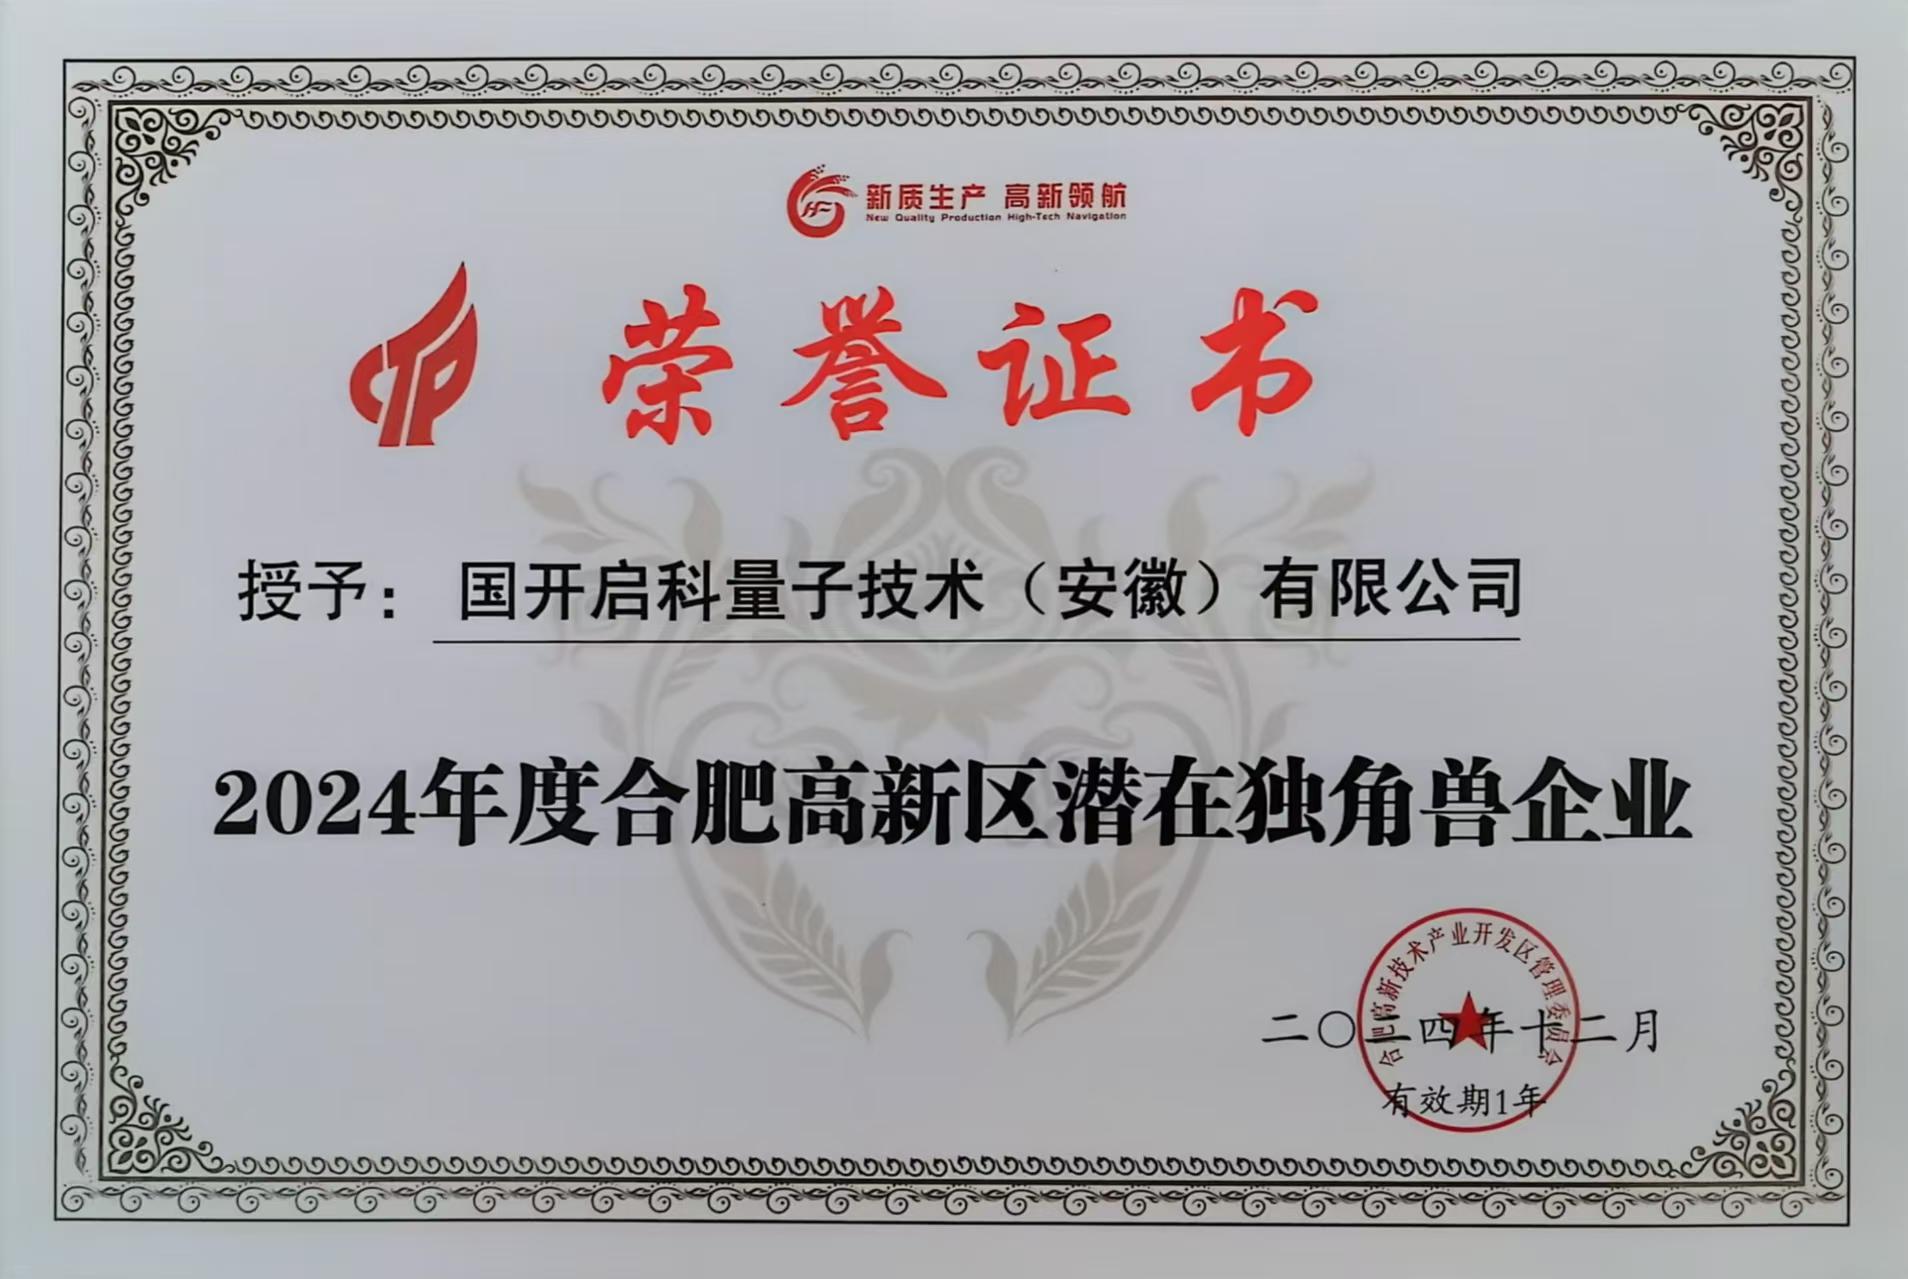 新质生产 高新领航
New Quality Production High-Tech Navigation
CTP
荣誉证书
授予：国开启科量子技术（安徽）有限公司
2024年度合肥高新区潜在独角兽企业
合肥高新技术产业开发区管理委员会
二〇二四年十二月
有效期1年